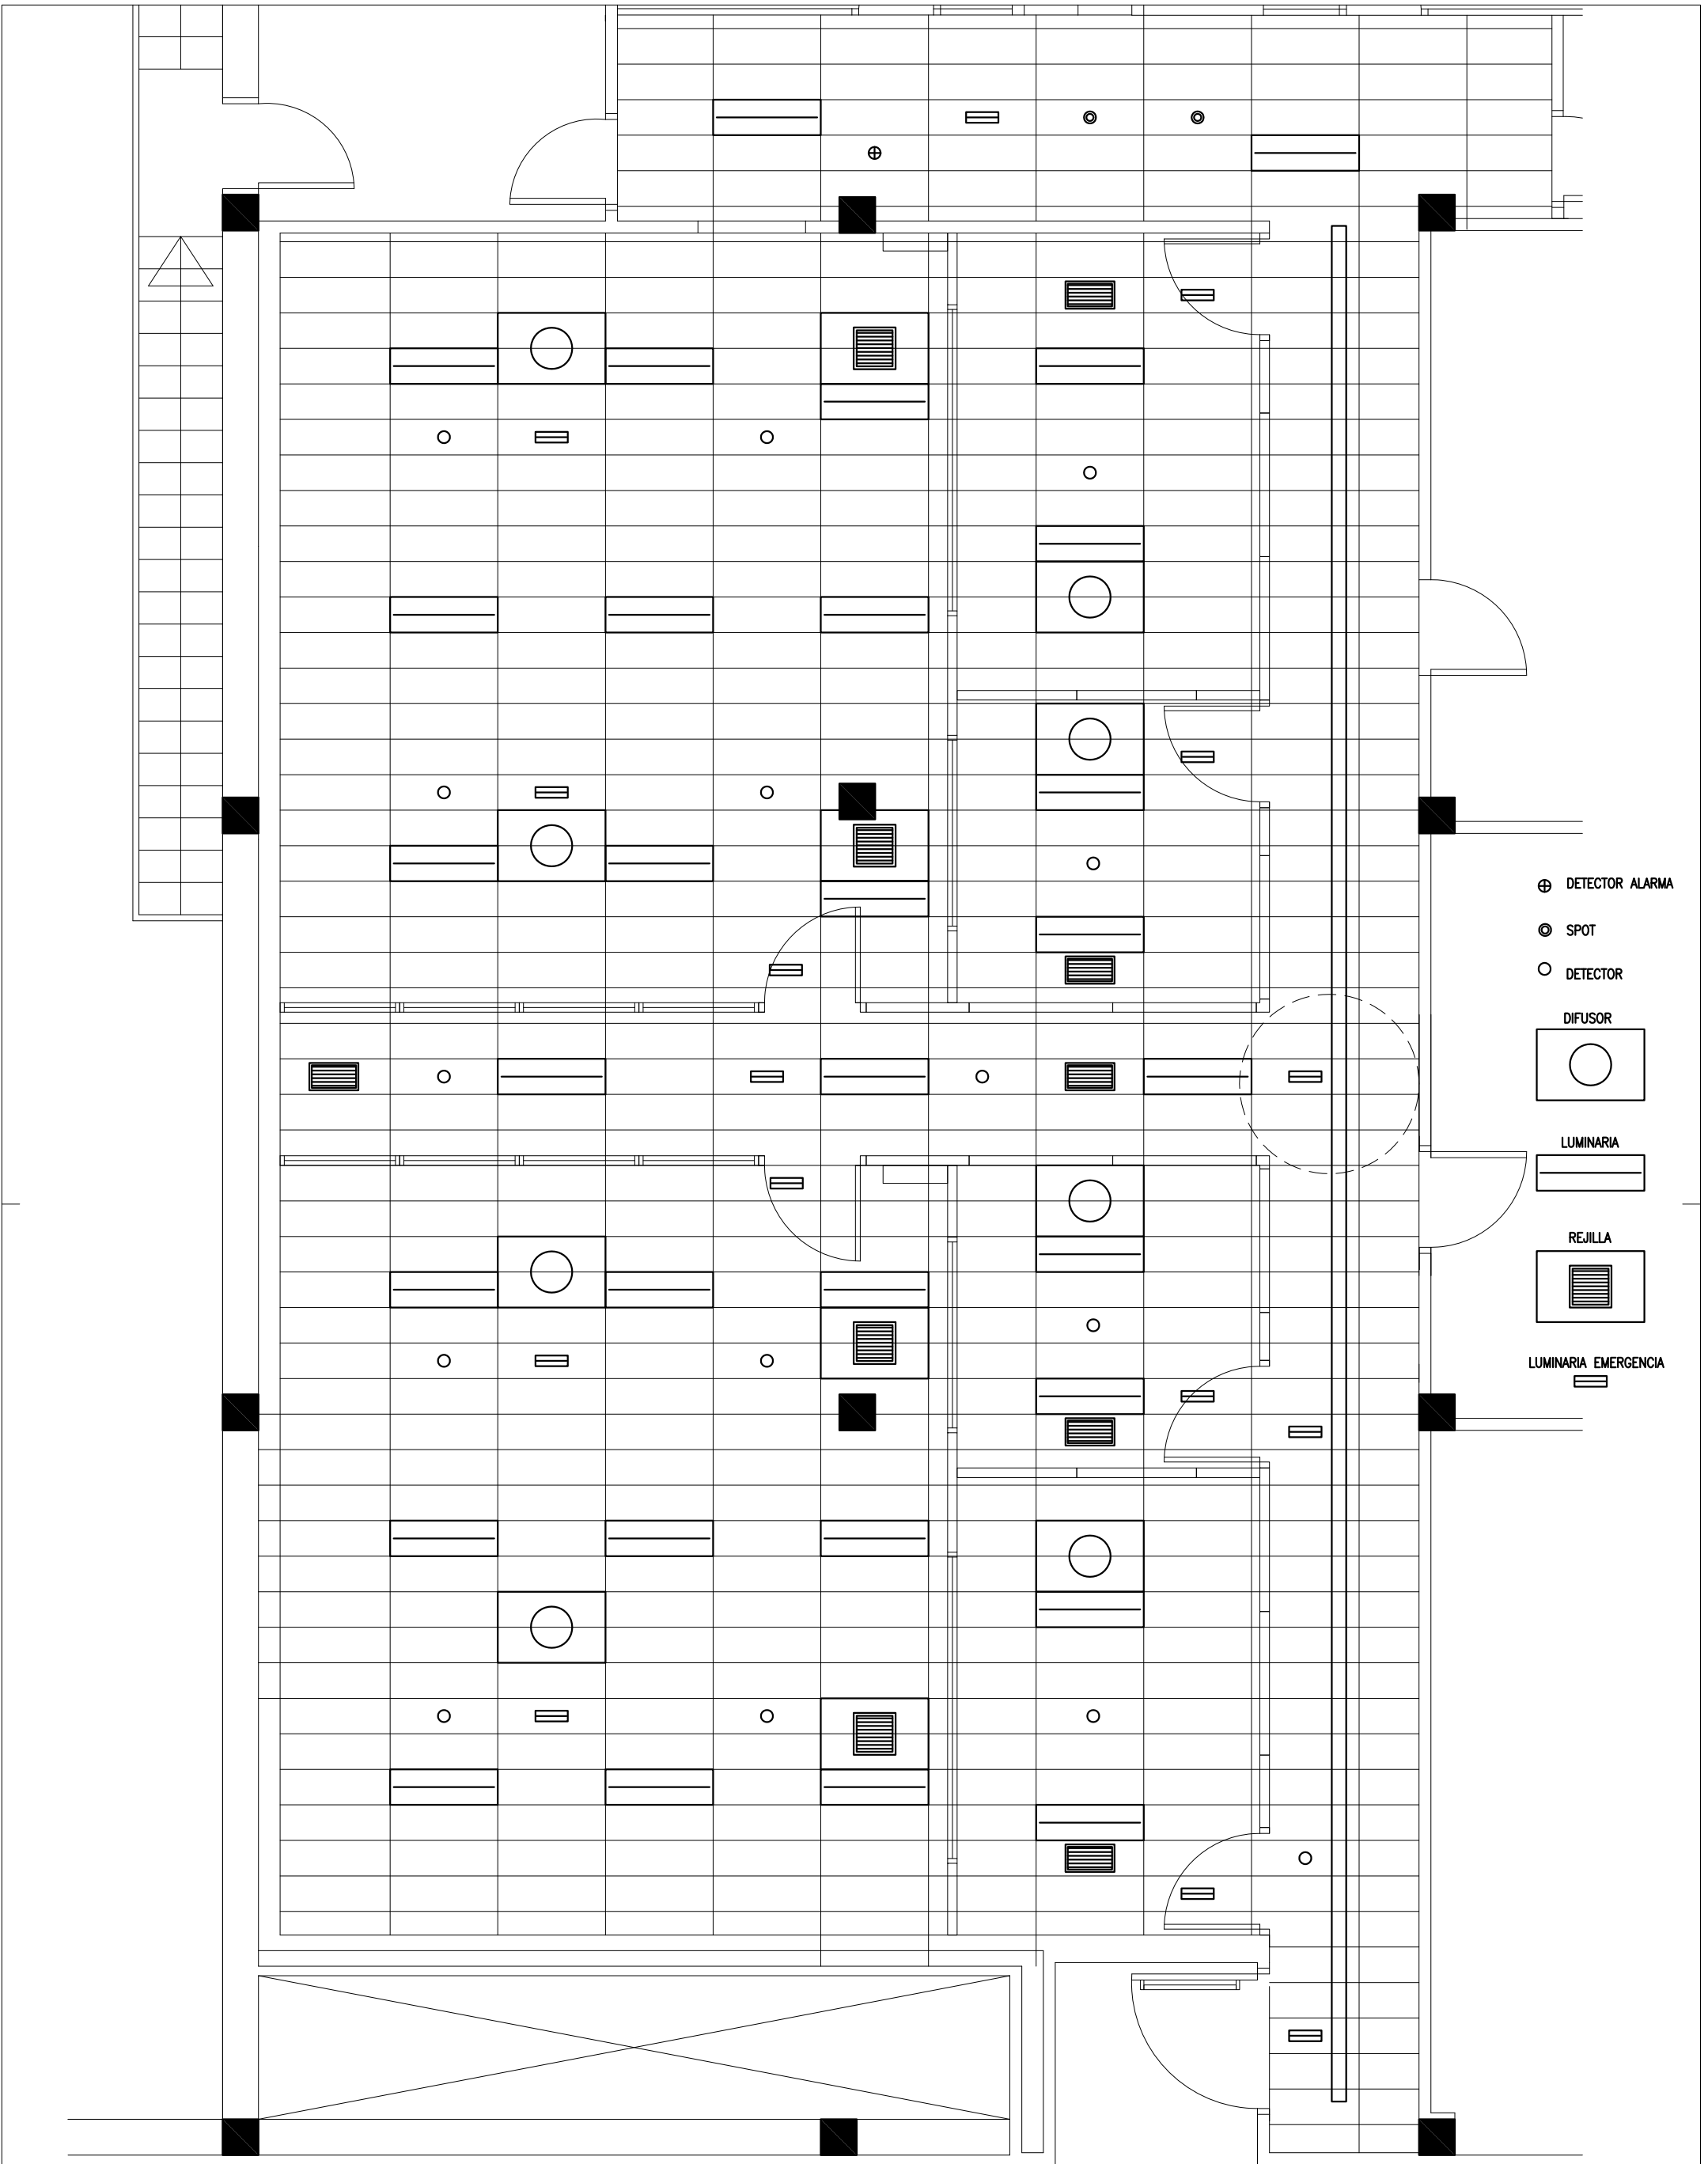 DETECTOR ALARMA
SPOT
DETECTOR
DIFUSOR
LUMINARIA
REJILLA
LUMINARIA EMERGENCIA